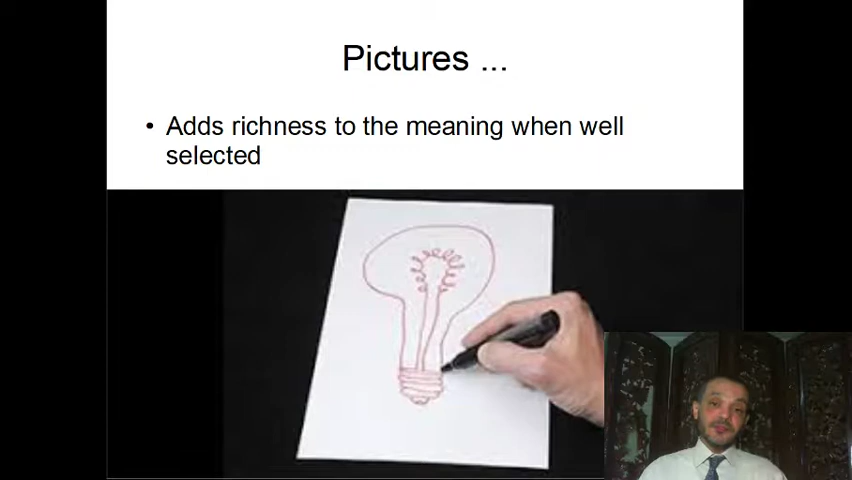 Pictures ...
• Adds richness to the meaning when well
selected